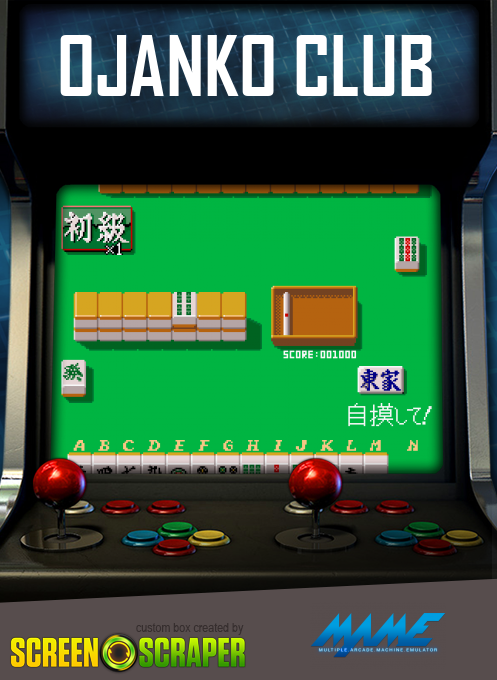 OJANKO CLUB
初級
×1
發
SCORE:001000
東家
自摸して!
A B C D E F G H I J K L M N
custom box created by
SCREEN SCRAPER
MAME
MULTIPLE ARCADE MACHINE EMULATOR